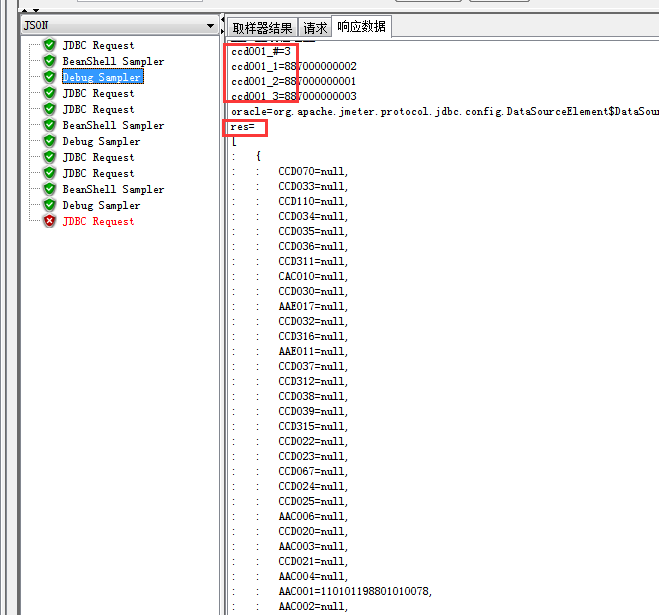 JSON
JDBC Request
BeanShell Sampler
Debug Sampler
JDBC Request
JDBC Request
BeanShell Sampler
Debug Sampler
JDBC Request
JDBC Request
BeanShell Sampler
Debug Sampler
JDBC Request
取样器结果 请求 响应数据
ccd001_#=3
ccd001_1=887000000002
ccd001_2=887000000001
ccd001_3=887000000003
oracle=org.apache.jmeter.protocol.jdbc.config.DataSourceElement$DataSour
res=
[
: {
: : CCD070=null,
: : CCD033=null,
: : CCD110=null,
: : CCD034=null,
: : CCD035=null,
: : CCD036=null,
: : CCD311=null,
: : CAC010=null,
: : CCD030=null,
: : AAE017=null,
: : CCD032=null,
: : CCD316=null,
: : AAE011=null,
: : CCD037=null,
: : CCD312=null,
: : CCD038=null,
: : CCD039=null,
: : CCD315=null,
: : CCD022=null,
: : CCD023=null,
: : CCD067=null,
: : CCD024=null,
: : CCD025=null,
: : AAC006=null,
: : CCD020=null,
: : AAC003=null,
: : CCD021=null,
: : AAC004=null,
: : AAC001=110101198801010078,
: : AAC002=null,